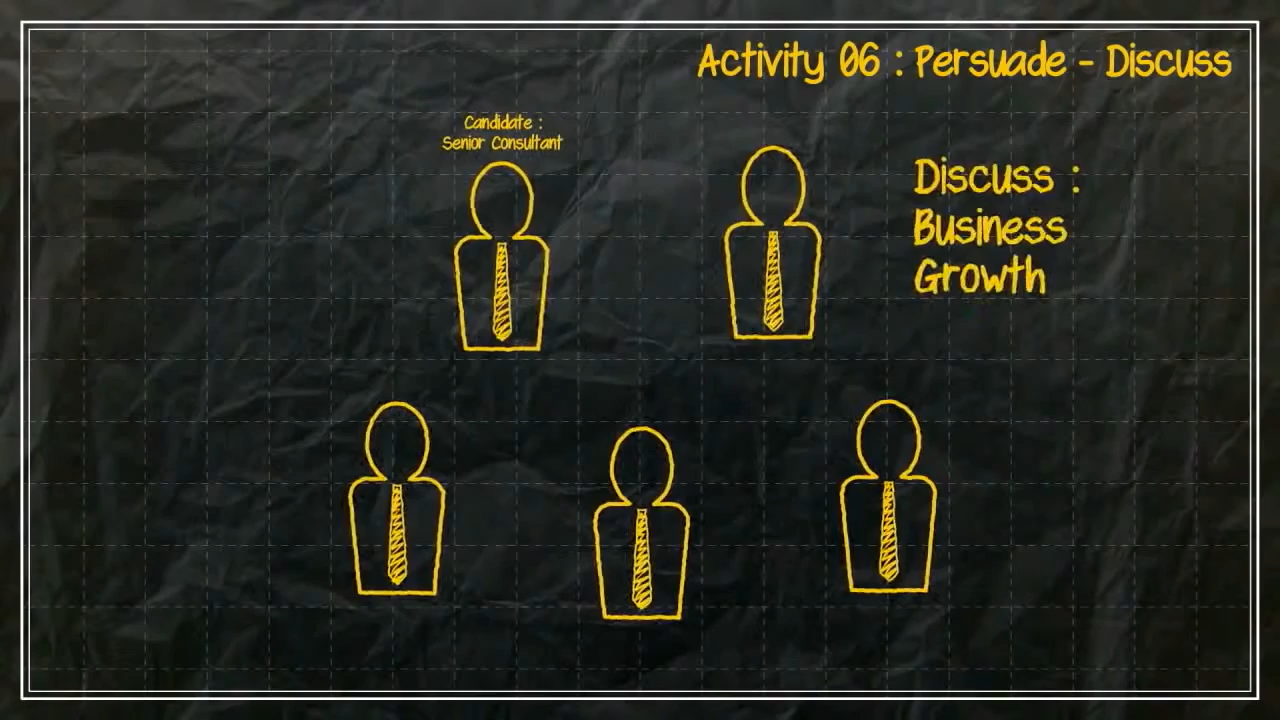 Activity 06 : Persuade - Discuss
Candidate :
Senior Consultant
Discuss :
Business
Growth